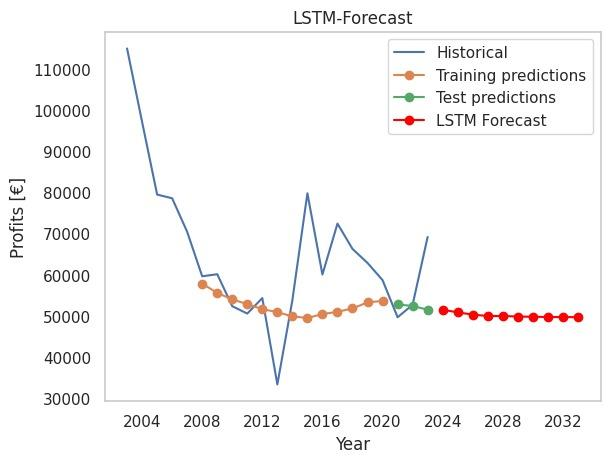 LSTM-Forecast
Historical
Training predictions
Test predictions
LSTM Forecast
110000
100000
90000
80000
70000
60000
50000
40000
30000
Profits [€]
2004 2008 2012 2016 2020 2024 2028 2032
Year